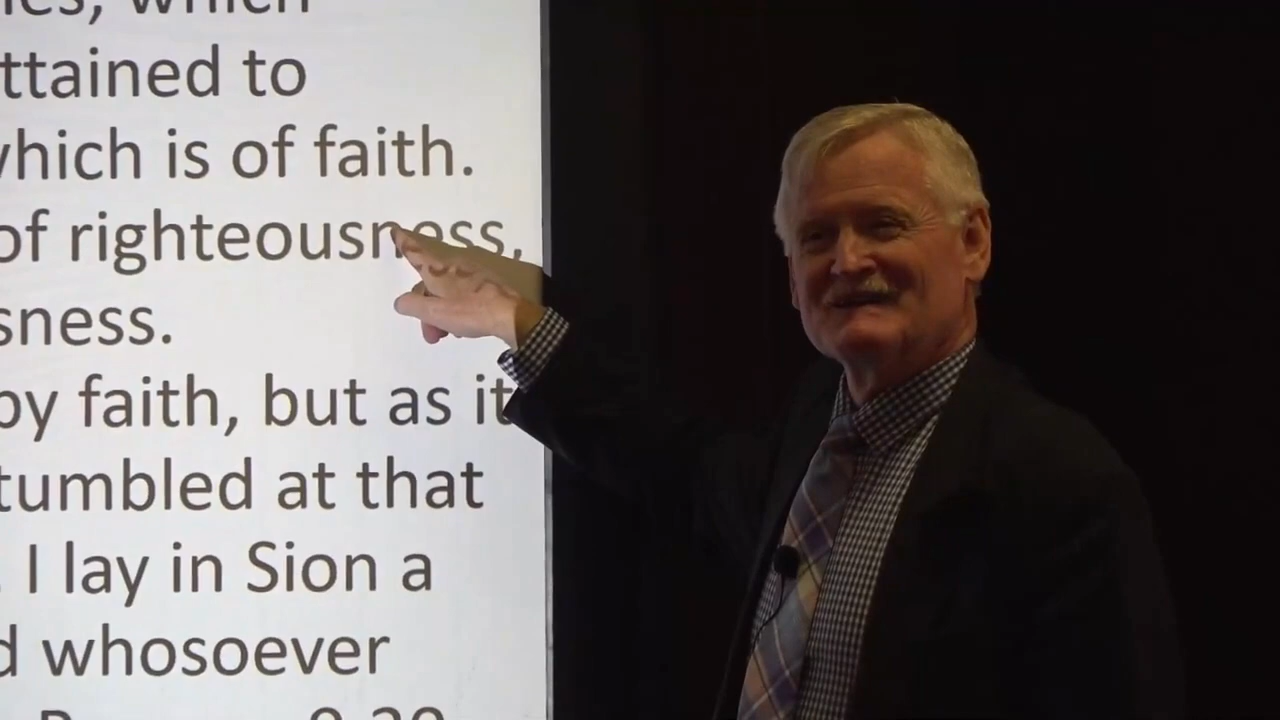 which
ttained to
which is of faith.
of righteousness,
sness.
by faith, but as it
tumbled at that
I lay in Sion a
d whosoever